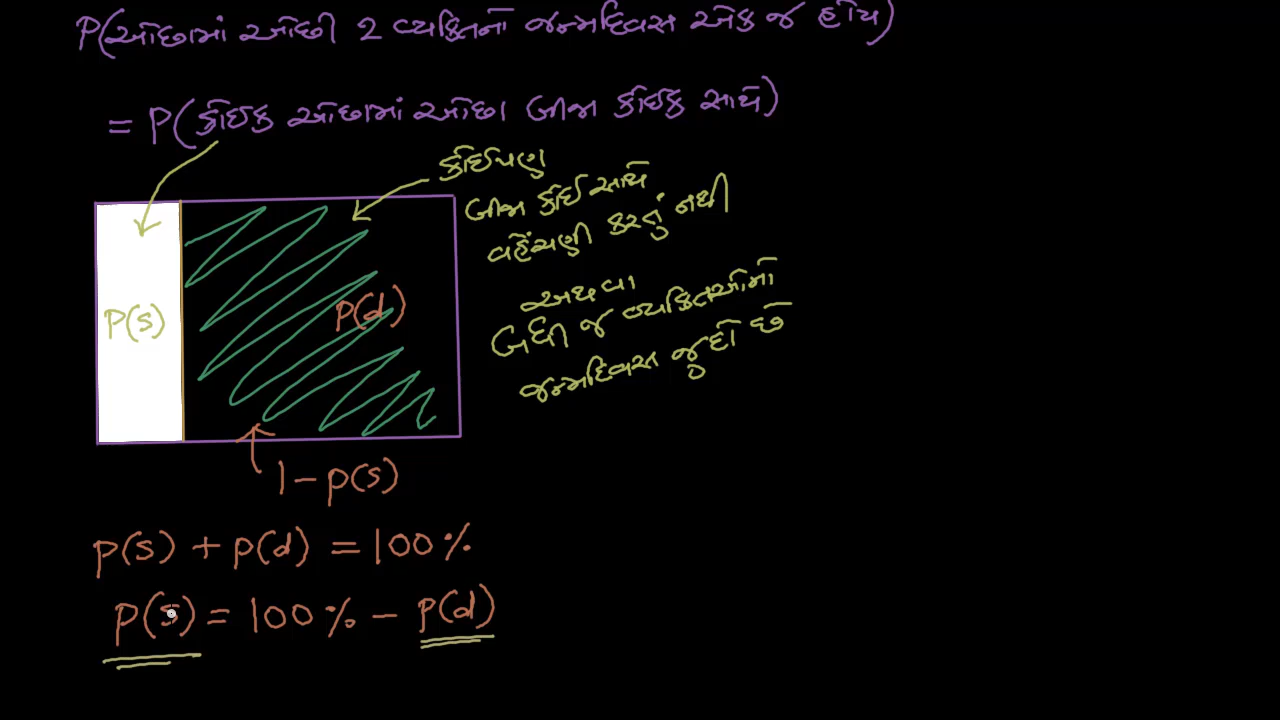 P(ઓછામાં ઓછી 2 વ્યક્તિનો જન્મદિવસ એક જ હોય)
= P(કોઈક ઓછામાં ઓછા બીજા કોઈક સાથે)
કોઈપણ
બીજા કોઈ સાથે
વહેંચણી કરતું નથી
અથવા
બધી જ વ્યક્તિઓનો
જન્મદિવસ જુદો છે
P(s)
P(d)
1 - P(s)
P(s) + P(d) = 100%
P(s) = 100% - P(d)